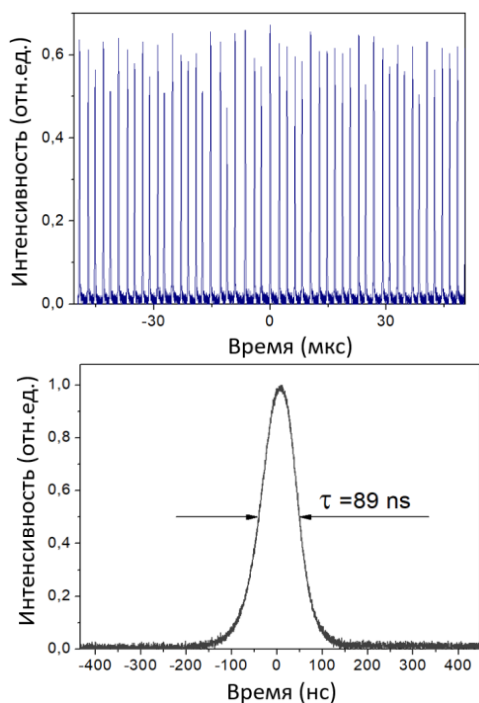 Интенсивность (отн.ед.)
0,6
0,4
0,2
0,0
-30
0
30
Время (мкс)
Интенсивность (отн.ед.)
1,0
0,8
0,6
0,4
0,2
0,0
τ =89 ns
-400 -300 -200 -100 0 100 200 300 400
Время (нс)